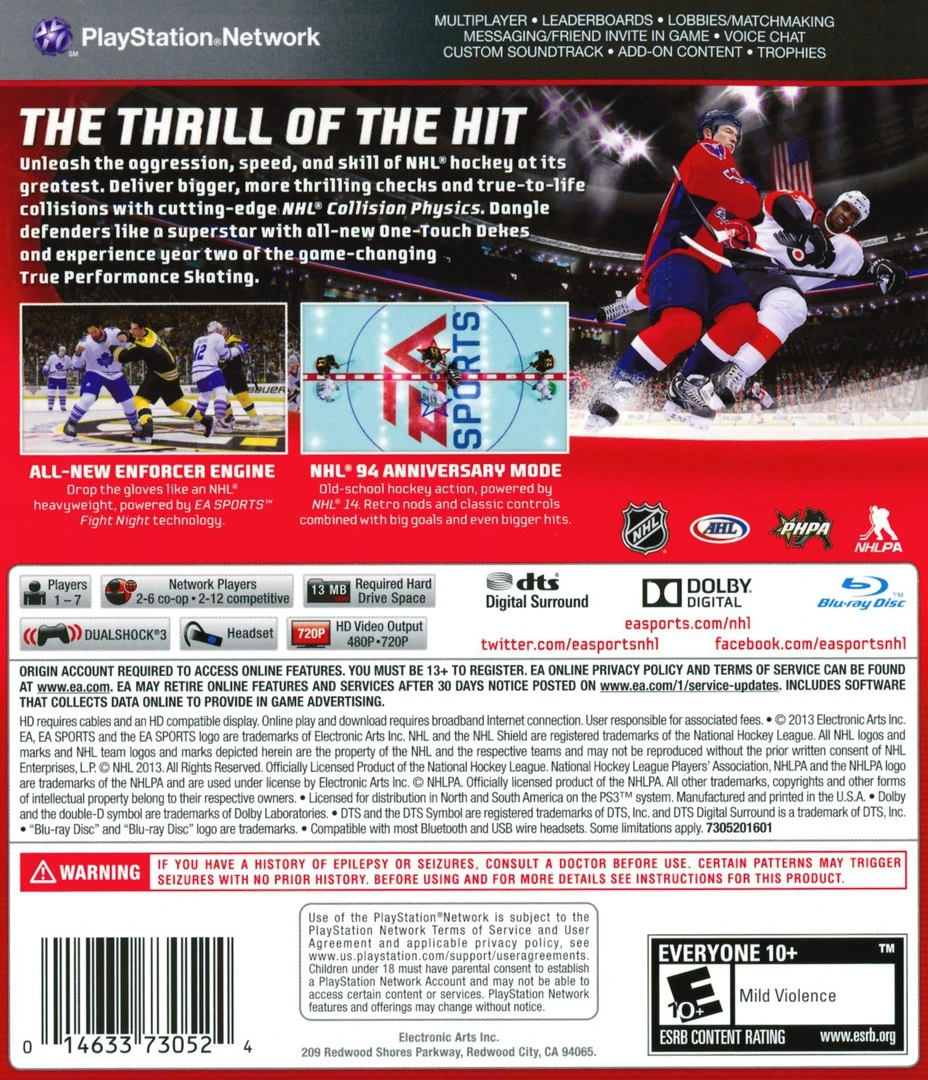 PlayStation®Network
SM
MULTIPLAYER • LEADERBOARDS • LOBBIES/MATCHMAKING
MESSAGING/FRIEND INVITE IN GAME • VOICE CHAT
CUSTOM SOUNDTRACK • ADD-ON CONTENT • TROPHIES
THE THRILL OF THE HIT
Unleash the aggression, speed, and skill of NHL® hockey at its
greatest. Deliver bigger, more thrilling checks and true-to-life
collisions with cutting-edge NHL® Collision Physics. Dangle
defenders like a superstar with all-new One-Touch Dekes
and experience year two of the game-changing
True Performance Skating.
BAUER
42
EA
SPORTS™
ALL-NEW ENFORCER ENGINE
Drop the gloves like an NHL®
heavyweight, powered by EA SPORTS™
Fight Night technology.
NHL® 94 ANNIVERSARY MODE
Old-school hockey action, powered by
NHL® 14. Retro nods and classic controls
combined with big goals and even bigger hits.
NHL
AHL
PHPA
NHLPA
Players
1 – 7
Network Players
2-6 co-op • 2-12 competitive
13 MB
Required Hard
Drive Space
DUALSHOCK®3
Headset
720P
HD Video Output
480P•720P
dts
Digital Surround
DOLBY.
DIGITAL
Blu-ray Disc™
easports.com/nhl
twitter.com/easportsnhl
facebook.com/easportsnhl
ORIGIN ACCOUNT REQUIRED TO ACCESS ONLINE FEATURES. YOU MUST BE 13+ TO REGISTER. EA ONLINE PRIVACY POLICY AND TERMS OF SERVICE CAN BE FOUND
AT www.ea.com. EA MAY RETIRE ONLINE FEATURES AND SERVICES AFTER 30 DAYS NOTICE POSTED ON www.ea.com/1/service-updates. INCLUDES SOFTWARE
THAT COLLECTS DATA ONLINE TO PROVIDE IN GAME ADVERTISING.
HD requires cables and an HD compatible display. Online play and download requires broadband Internet connection. User responsible for associated fees. • © 2013 Electronic Arts Inc.
EA, EA SPORTS and the EA SPORTS logo are trademarks of Electronic Arts Inc. NHL and the NHL Shield are registered trademarks of the National Hockey League. All NHL logos and
marks and NHL team logos and marks depicted herein are the property of the NHL and the respective teams and may not be reproduced without the prior written consent of NHL
Enterprises, L.P. © NHL 2013. All Rights Reserved. Officially Licensed Product of the National Hockey League. National Hockey League Players' Association, NHLPA and the NHLPA logo
are trademarks of the NHLPA and are used under license by Electronic Arts Inc. © NHLPA. Officially licensed product of the NHLPA. All other trademarks, copyrights and other forms
of intellectual property belong to their respective owners. • Licensed for distribution in North and South America on the PS3™ system. Manufactured and printed in the U.S.A. • Dolby
and the double-D symbol are trademarks of Dolby Laboratories. • DTS and the DTS Symbol are registered trademarks of DTS, Inc. and DTS Digital Surround is a trademark of DTS, Inc.
• "Blu-ray Disc" and "Blu-ray Disc" logo are trademarks. • Compatible with most Bluetooth and USB wire headsets. Some limitations apply. 7305201601
WARNING
IF YOU HAVE A HISTORY OF EPILEPSY OR SEIZURES, CONSULT A DOCTOR BEFORE USE. CERTAIN PATTERNS MAY TRIGGER
SEIZURES WITH NO PRIOR HISTORY. BEFORE USING AND FOR MORE DETAILS SEE INSTRUCTIONS FOR THIS PRODUCT.
Use of the PlayStation®Network is subject to the
PlayStation Network Terms of Service and User
Agreement and applicable privacy policy, see
www.us.playstation.com/support/useragreements.
Children under 18 must have parental consent to establish
a PlayStation Network Account and may not be able to
access certain content or services. PlayStation Network
features and offerings may change without notice.
Electronic Arts Inc.
209 Redwood Shores Parkway, Redwood City, CA 94065.
0 14633 73052 4
EVERYONE 10+ ™
E
10+
Mild Violence
ESRB CONTENT RATING www.esrb.org